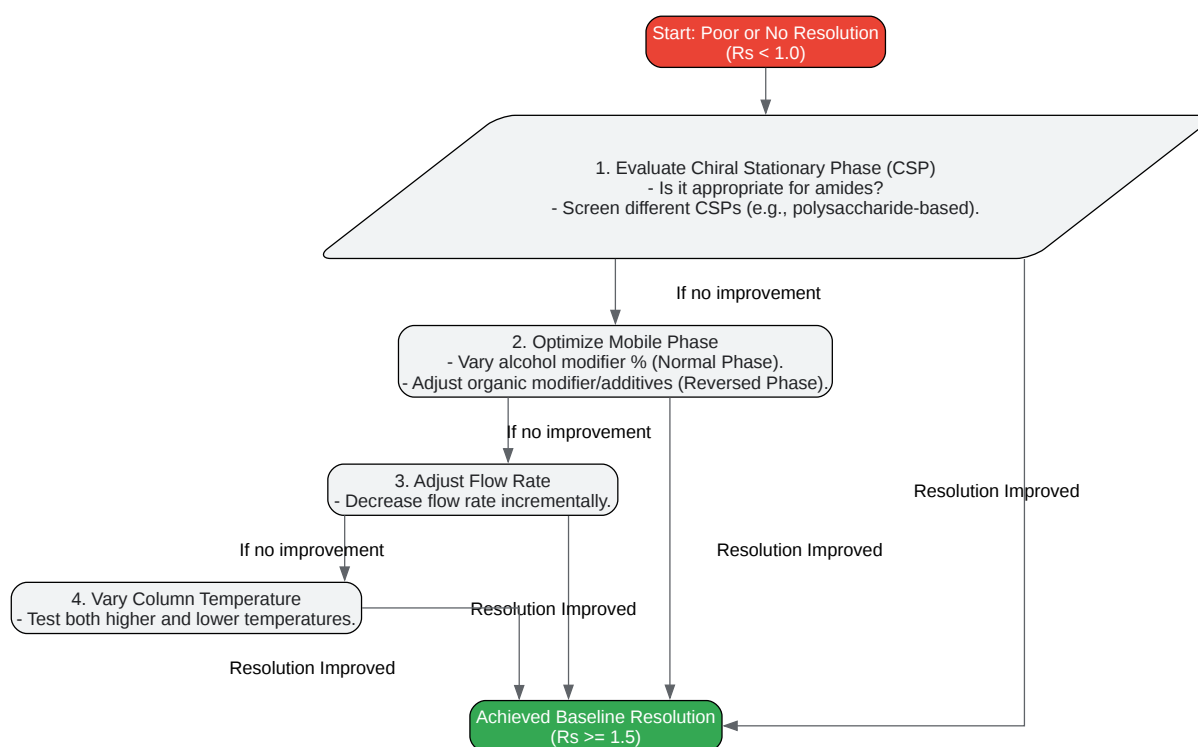 Start: Poor or No Resolution
(Rs < 1.0)
1. Evaluate Chiral Stationary Phase (CSP)
- Is it appropriate for amides?
- Screen different CSPs (e.g., polysaccharide-based).
If no improvement
2. Optimize Mobile Phase
- Vary alcohol modifier % (Normal Phase).
- Adjust organic modifier/additives (Reversed Phase).
If no improvement
3. Adjust Flow Rate
- Decrease flow rate incrementally.
Resolution Improved
If no improvement
Resolution Improved
4. Vary Column Temperature
- Test both higher and lower temperatures.
Resolution Improved
Resolution Improved
Achieved Baseline Resolution
(Rs >= 1.5)